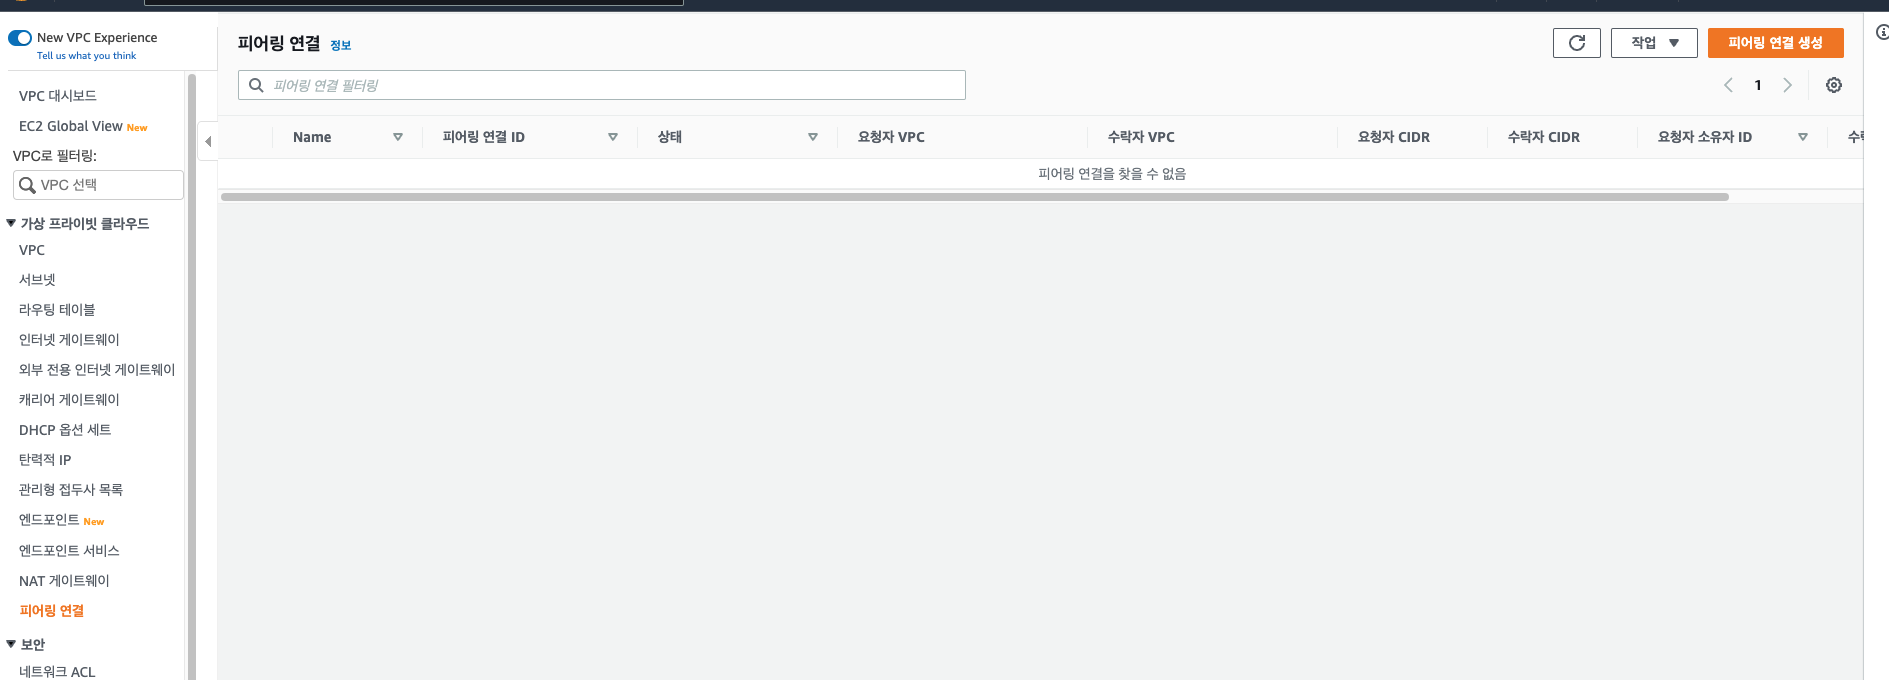 New VPC Experience
Tell us what you think
VPC 대시보드
EC2 Global View New
VPC로 필터링:
VPC 선택
가상 프라이빗 클라우드
VPC
서브넷
라우팅 테이블
인터넷 게이트웨이
외부 전용 인터넷 게이트웨이
캐리어 게이트웨이
DHCP 옵션 세트
탄력적 IP
관리형 접두사 목록
엔드포인트 New
엔드포인트 서비스
NAT 게이트웨이
피어링 연결
보안
네트워크 ACL
피어링 연결 정보
작업
피어링 연결 생성
피어링 연결 필터링
1
Name 피어링 연결 ID 상태 요청자 VPC 수락자 VPC 요청자 CIDR 수락자 CIDR 요청자 소유자 ID
피어링 연결을 찾을 수 없음